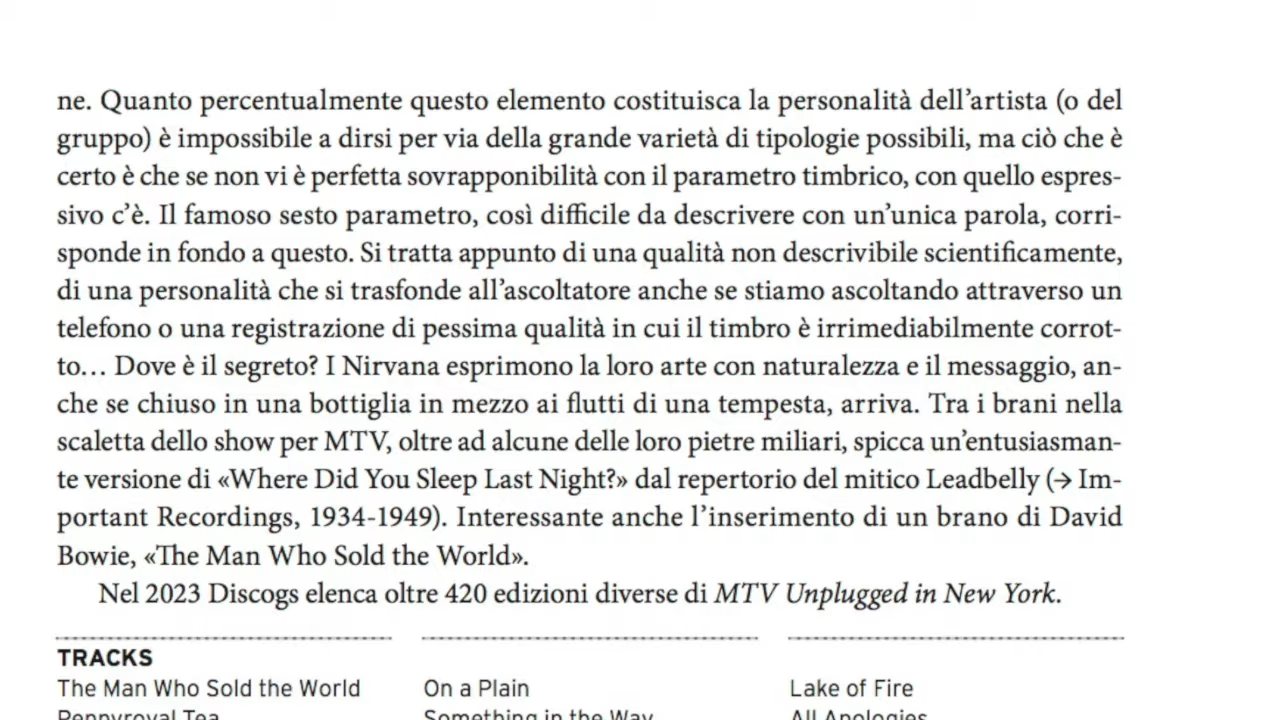 ne. Quanto percentualmente questo elemento costituisca la personalità dell’artista (o del
gruppo) è impossibile a dirsi per via della grande varietà di tipologie possibili, ma ciò che è
certo è che se non vi è perfetta sovrapponibilità con il parametro timbrico, con quello espres-
sivo c’è. Il famoso sesto parametro, così difficile da descrivere con un’unica parola, corri-
sponde in fondo a questo. Si tratta appunto di una qualità non descrivibile scientificamente,
di una personalità che si trasfonde all’ascoltatore anche se stiamo ascoltando attraverso un
telefono o una registrazione di pessima qualità in cui il timbro è irrimediabilmente corrot-
to… Dove è il segreto? I Nirvana esprimono la loro arte con naturalezza e il messaggio, an-
che se chiuso in una bottiglia in mezzo ai flutti di una tempesta, arriva. Tra i brani nella
scaletta dello show per MTV, oltre ad alcune delle loro pietre miliari, spicca un’entusiasman-
te versione di «Where Did You Sleep Last Night?» dal repertorio del mitico Leadbelly (→ Im-
portant Recordings, 1934-1949). Interessante anche l’inserimento di un brano di David
Bowie, «The Man Who Sold the World».
Nel 2023 Discogs elenca oltre 420 edizioni diverse di MTV Unplugged in New York.
TRACKS
The Man Who Sold the World
Pennyroyal Tea
On a Plain
Something in the Way
Lake of Fire
All Apologies